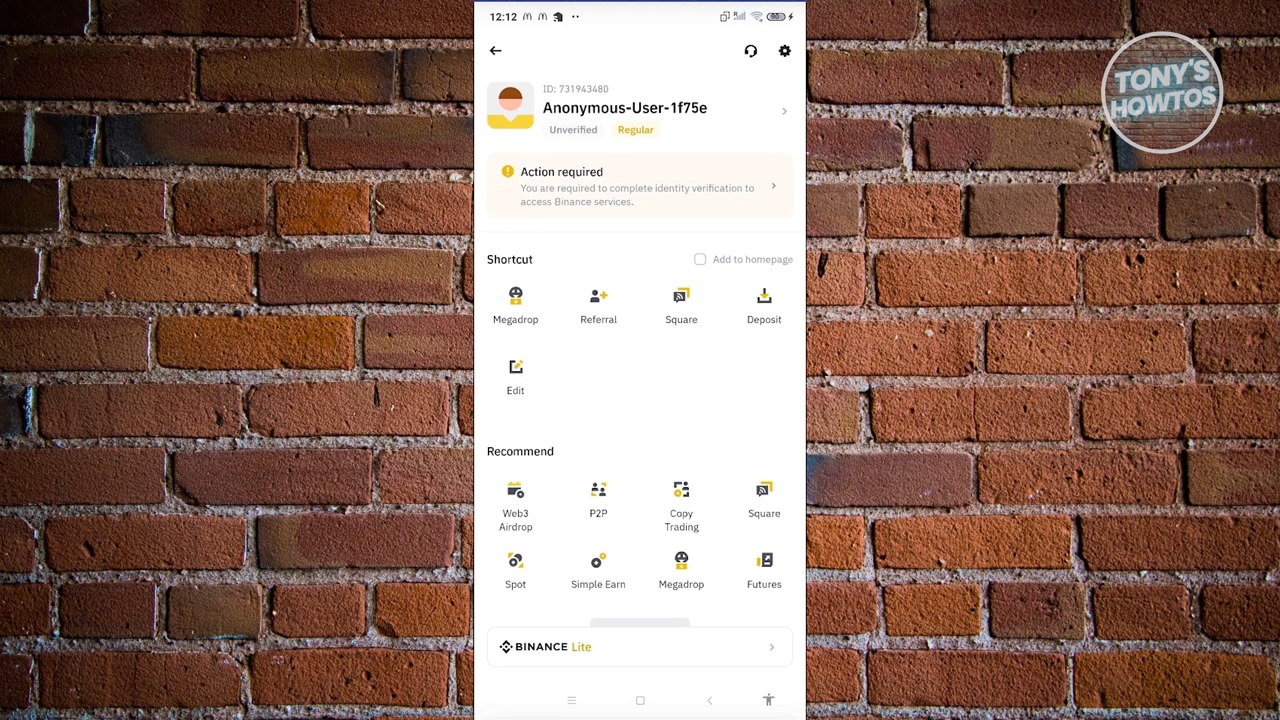 12:12
TONY'S
HOWTOS
ID: 731943480
Anonymous-User-1f75e
Unverified Regular
Action required
You are required to complete identity verification to
access Binance services.
Shortcut Add to homepage
Megadrop Referral Square Deposit
Edit
Recommend
Web3
Airdrop
P2P
Copy
Trading
Square
Spot Simple Earn Megadrop Futures
BINANCE Lite